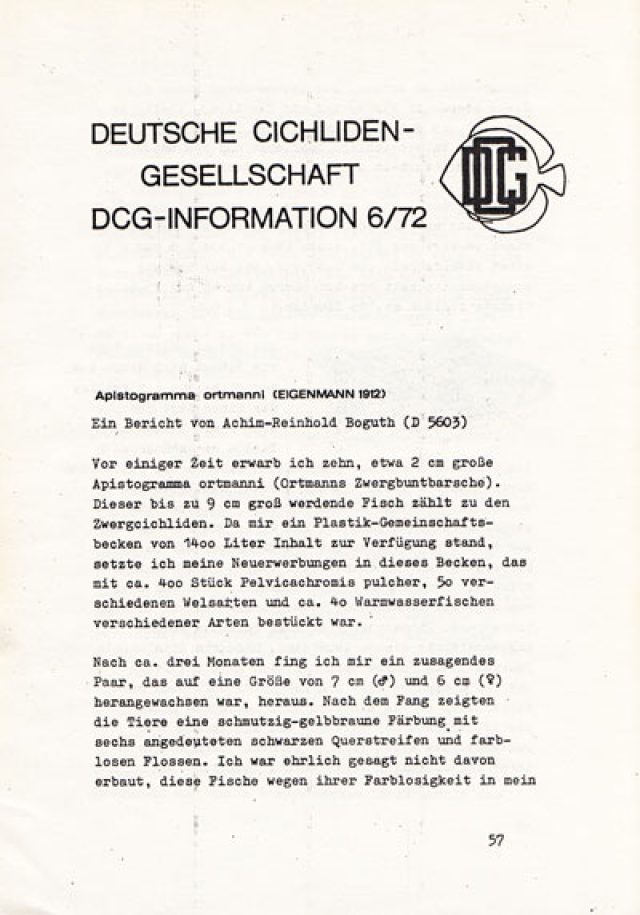 DEUTSCHE CICHLIDEN-
GESELLSCHAFT
DCG-INFORMATION 6/72
DCG
Apistogramma ortmanni (EIGENMANN 1912)
Ein Bericht von Achim-Reinhold Boguth (D 5603)
Vor einiger Zeit erwarb ich zehn, etwa 2 cm große
Apistogramma ortmanni (Ortmanns Zwergbuntbarsche).
Dieser bis zu 9 cm groß werdende Fisch zählt zu den
Zwergcichliden. Da mir ein Plastik-Gemeinschafts-
becken von 14oo Liter Inhalt zur Verfügung stand,
setzte ich meine Neuerwerbungen in dieses Becken, das
mit ca. 4oo Stück Pelvicachromis pulcher, 5o ver-
schiedenen Welsarten und ca. 4o Warmwasserfischen
verschiedener Arten bestückt war.
Nach ca. drei Monaten fing ich mir ein zusagendes
Paar, das auf eine Größe von 7 cm (♂) und 6 cm (♀)
herangewachsen war, heraus. Nach dem Fang zeigten
die Tiere eine schmutzig-gelbbraune Färbung mit
sechs angedeuteten schwarzen Querstreifen und farb-
losen Flossen. Ich war ehrlich gesagt nicht davon
erbaut, diese Fische wegen ihrer Farblosigkeit in mein
57